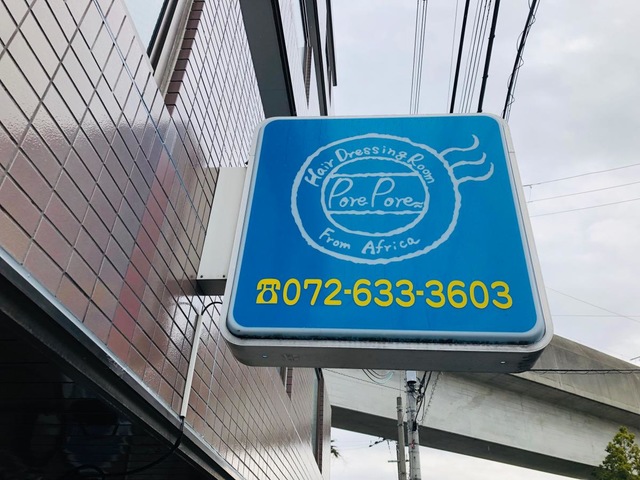 Hair Dressing Room
Pore Pore
From Africa
☎072-633-3603